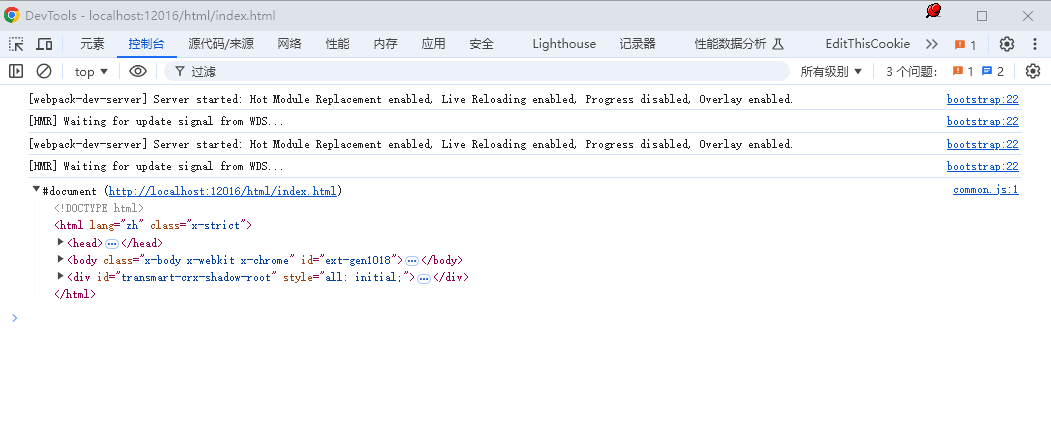 DevTools - localhost:12016/html/index.html
元素 控制台 源代码/来源 网络 性能 内存 应用 安全 Lighthouse 记录器 性能数据分析 EditThisCookie 1
top 过滤 所有级别 3 个问题: 1 2
[webpack-dev-server] Server started: Hot Module Replacement enabled, Live Reloading enabled, Progress disabled, Overlay enabled. bootstrap:22
[HMR] Waiting for update signal from WDS... bootstrap:22
[webpack-dev-server] Server started: Hot Module Replacement enabled, Live Reloading enabled, Progress disabled, Overlay enabled. bootstrap:22
[HMR] Waiting for update signal from WDS... bootstrap:22
#document (http://localhost:12016/html/index.html) common.js:1
<!DOCTYPE html>
<html lang="zh" class="x-strict">
<head>…</head>
<body class="x-body x-webkit x-chrome" id="ext-gen1018">…</body>
<div id="transmart-crx-shadow-root" style="all: initial;">…</div>
</html>